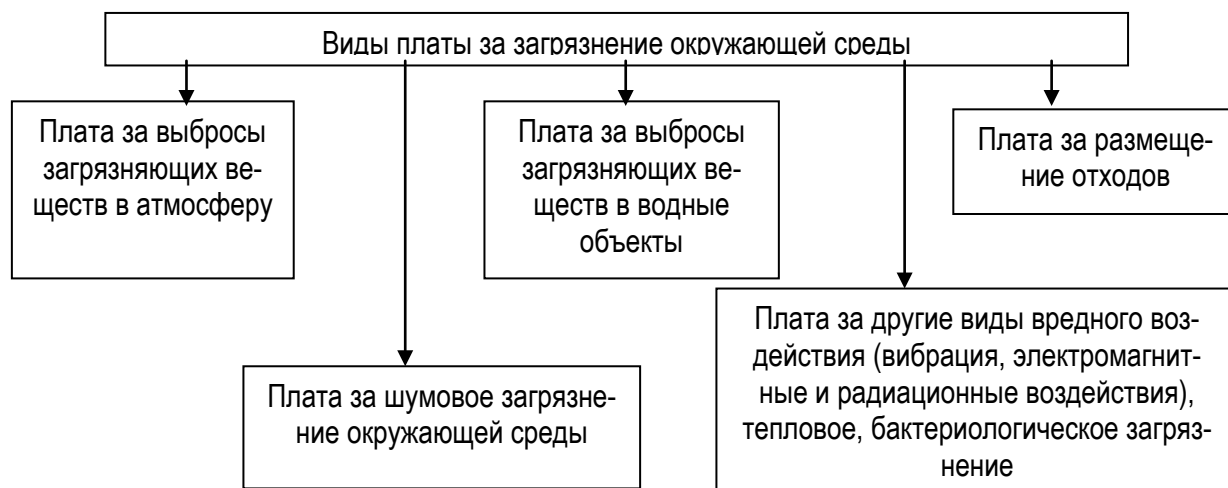 Виды платы за загрязнение окружающей среды
Плата за выбросы
загрязняющих ве-
ществ в атмосферу
Плата за выбросы
загрязняющих ве-
ществ в водные
объекты
Плата за размеще-
ние отходов
Плата за шумовое загрязне-
ние окружающей среды
Плата за другие виды вредного воз-
действия (вибрация, электромагнит-
ные и радиационные воздействия),
тепловое, бактериологическое загряз-
нение